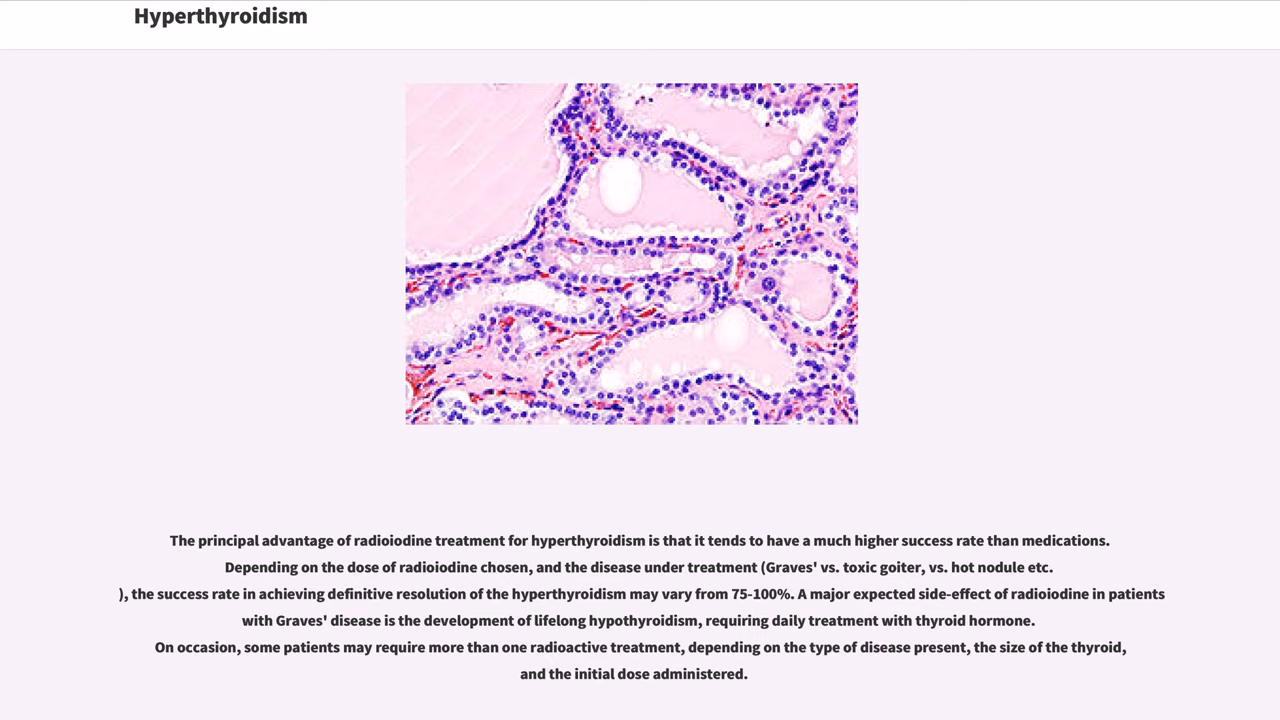 Hyperthyroidism
The principal advantage of radioiodine treatment for hyperthyroidism is that it tends to have a much higher success rate than medications.
Depending on the dose of radioiodine chosen, and the disease under treatment (Graves' vs. toxic goiter, vs. hot nodule etc.
), the success rate in achieving definitive resolution of the hyperthyroidism may vary from 75-100%. A major expected side-effect of radioiodine in patients
with Graves' disease is the development of lifelong hypothyroidism, requiring daily treatment with thyroid hormone.
On occasion, some patients may require more than one radioactive treatment, depending on the type of disease present, the size of the thyroid,
and the initial dose administered.